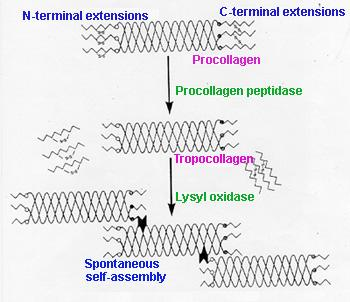 N-terminal extensions
C-terminal extensions
Procollagen
Procollagen peptidase
Tropocollagen
Lysyl oxidase
Spontaneous
self-assembly